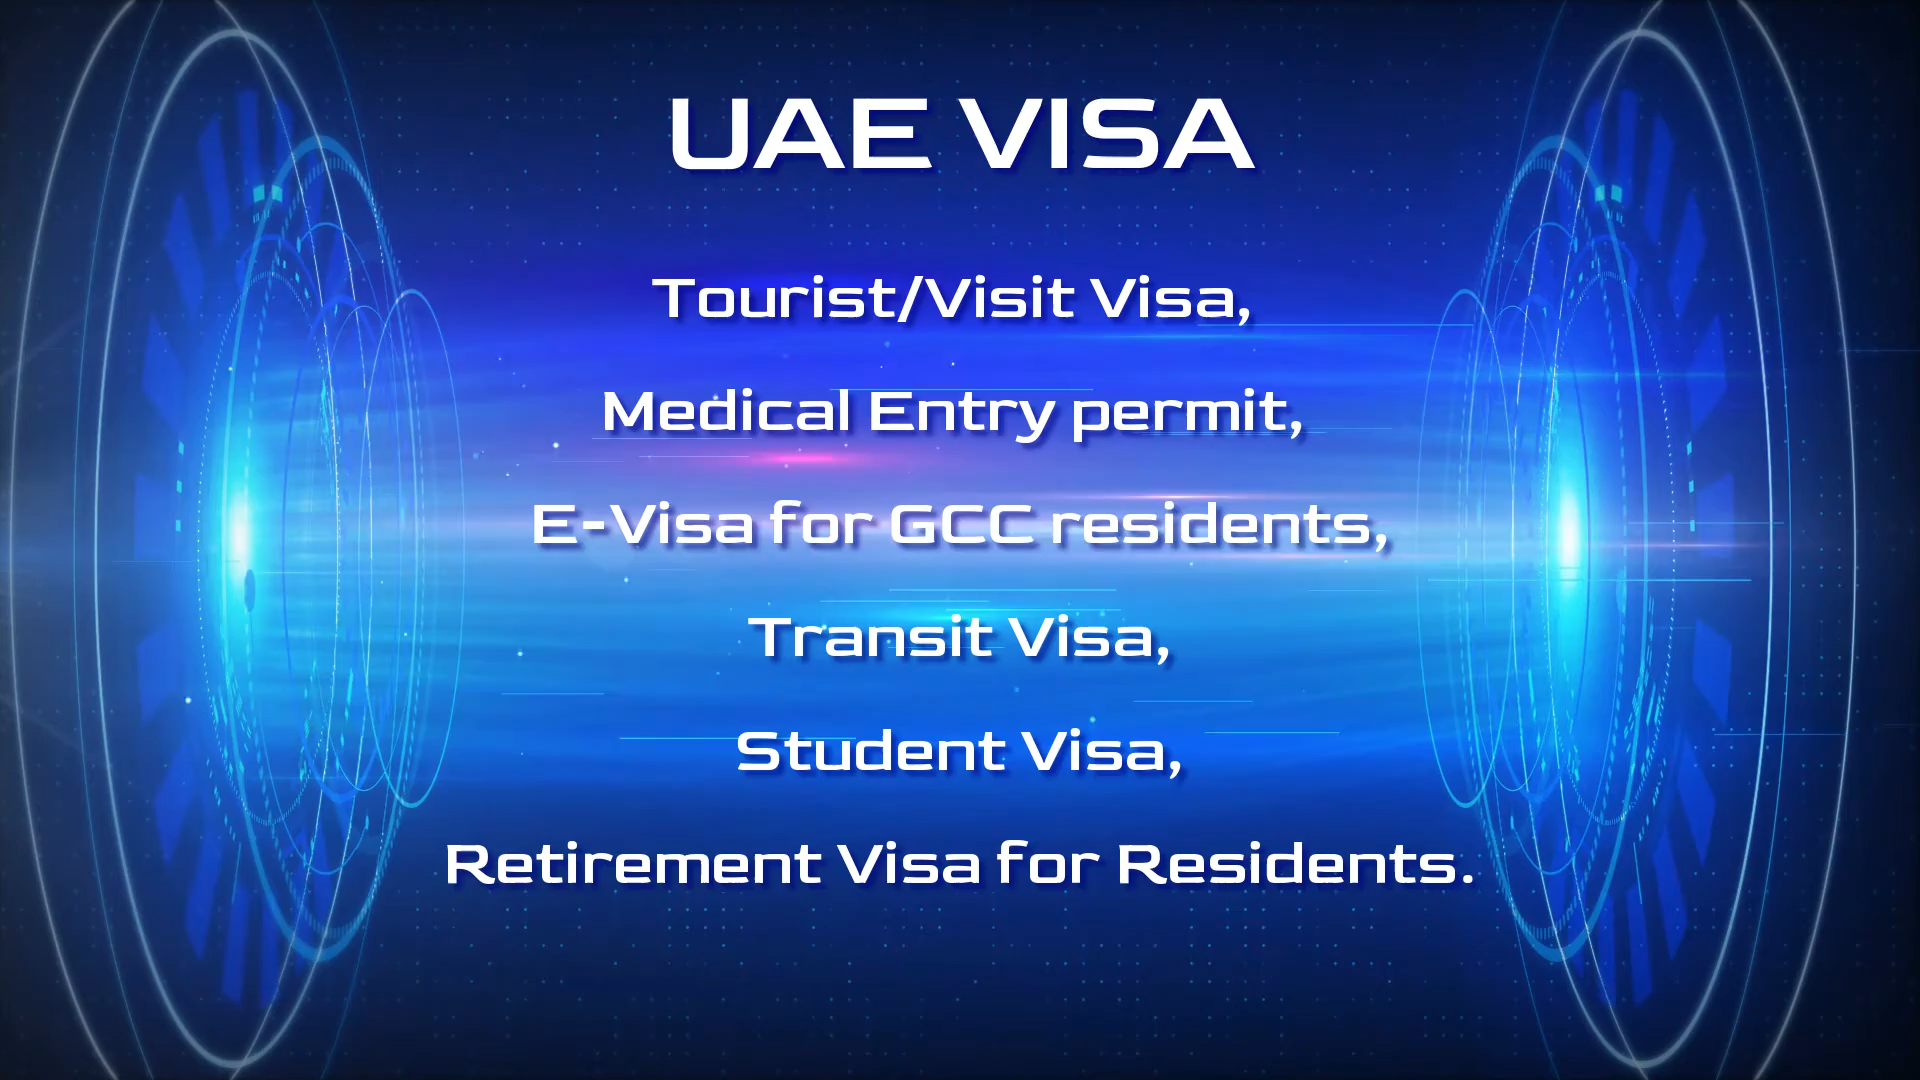 UAE VISA
Tourist/Visit Visa,
Medical Entry permit,
E-Visa for GCC residents,
Transit Visa,
Student Visa,
Retirement Visa for Residents.